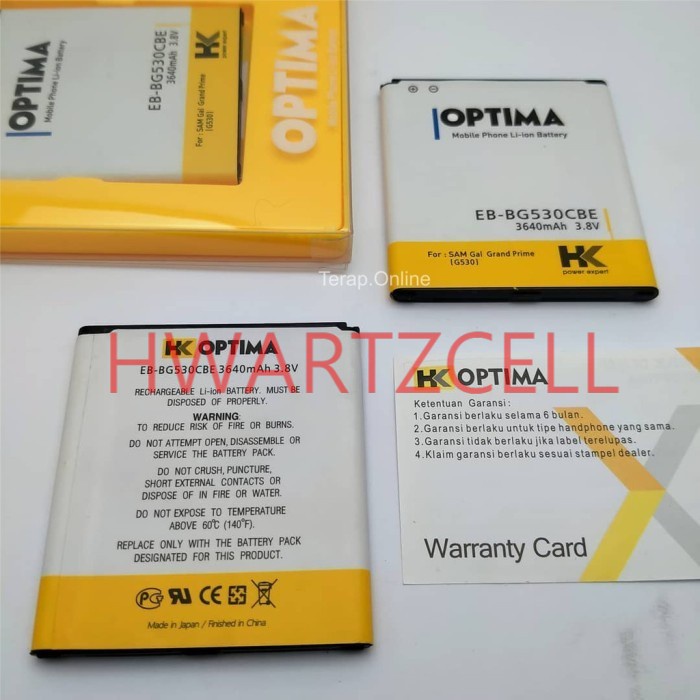 OPTIMA
Mobile Phone Li-ion Battery
EB-BG530CBE
3640mAh 3.8V
For : SAM Gal Grand Prime
[G530]
HK
power expert
OPTIMA
OPTIMA
Mobile Phone Li-ion Battery
EB-BG530CBE
3640mAh 3.8V
For : SAM Gal Grand Prime
[G530]
HK
power expert
Terap.Online
HWARTZCELL
HK OPTIMA
EB-BG530CBE 3640mAh 3.8V
RECHARGEABLE Li-ion BATTERY. MUST BE
DISPOSED OF PROPERLY.
WARNING:
TO REDUCE RISK OF FIRE OR BURNS.
DO NOT ATTEMPT OPEN, DISASSEMBLE OR
SERVICE THE BATTERY PACK.
DO NOT CRUSH, PUNCTURE,
SHORT EXTERNAL CONTACTS OR
DISPOSED OF IN FIRE OR WATER.
DO NOT EXPOSE TO TEMPERATURE
ABOVE 60℃ (140°F).
REPLACE ONLY WITH THE BATTERY PACK
DESIGNATED FOR THIS PRODUCT.
Made in Japan / Finished in China
HK OPTIMA
Ketentuan Garansi :
1.Garansi berlaku selama 6 bulan.
2.Garansi berlaku untuk tipe handphone yang sama.
3.Garansi tidak berlaku jika label terelupas.
4.Klaim garansi berlaku sesuai stampel dealer.
Warranty Card